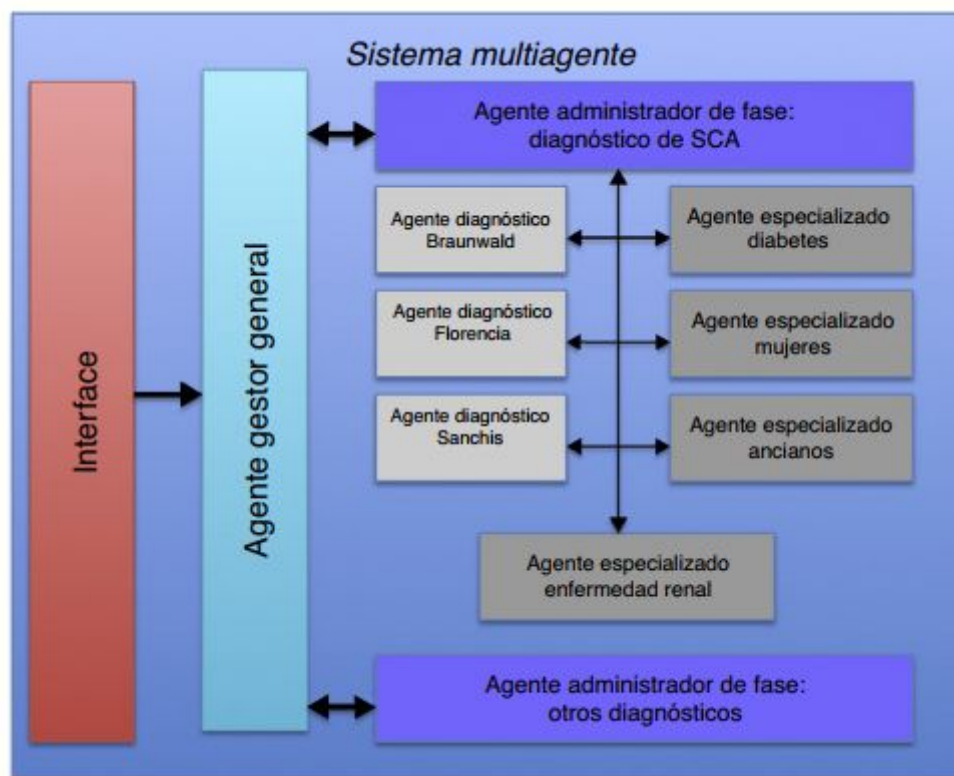 Sistema multiagente
Interface
Agente gestor general
Agente administrador de fase:
diagnóstico de SCA
Agente diagnóstico
Braunwald
Agente especializado
diabetes
Agente diagnóstico
Florencia
Agente especializado
mujeres
Agente diagnóstico
Sanchis
Agente especializado
ancianos
Agente especializado
enfermedad renal
Agente administrador de fase:
otros diagnósticos